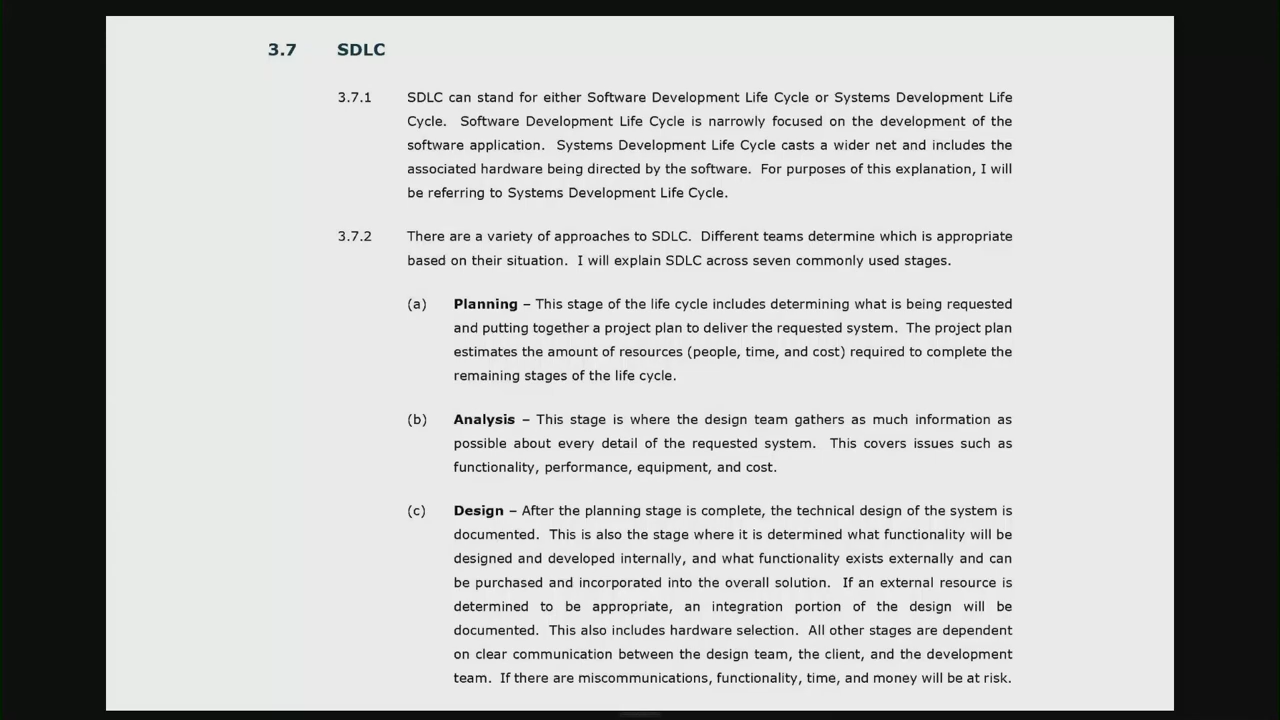 3.7 SDLC
3.7.1 SDLC can stand for either Software Development Life Cycle or Systems Development Life
Cycle. Software Development Life Cycle is narrowly focused on the development of the
software application. Systems Development Life Cycle casts a wider net and includes the
associated hardware being directed by the software. For purposes of this explanation, I will
be referring to Systems Development Life Cycle.
3.7.2 There are a variety of approaches to SDLC. Different teams determine which is appropriate
based on their situation. I will explain SDLC across seven commonly used stages.
(a) Planning – This stage of the life cycle includes determining what is being requested
and putting together a project plan to deliver the requested system. The project plan
estimates the amount of resources (people, time, and cost) required to complete the
remaining stages of the life cycle.
(b) Analysis – This stage is where the design team gathers as much information as
possible about every detail of the requested system. This covers issues such as
functionality, performance, equipment, and cost.
(c) Design – After the planning stage is complete, the technical design of the system is
documented. This is also the stage where it is determined what functionality will be
designed and developed internally, and what functionality exists externally and can
be purchased and incorporated into the overall solution. If an external resource is
determined to be appropriate, an integration portion of the design will be
documented. This also includes hardware selection. All other stages are dependent
on clear communication between the design team, the client, and the development
team. If there are miscommunications, functionality, time, and money will be at risk.